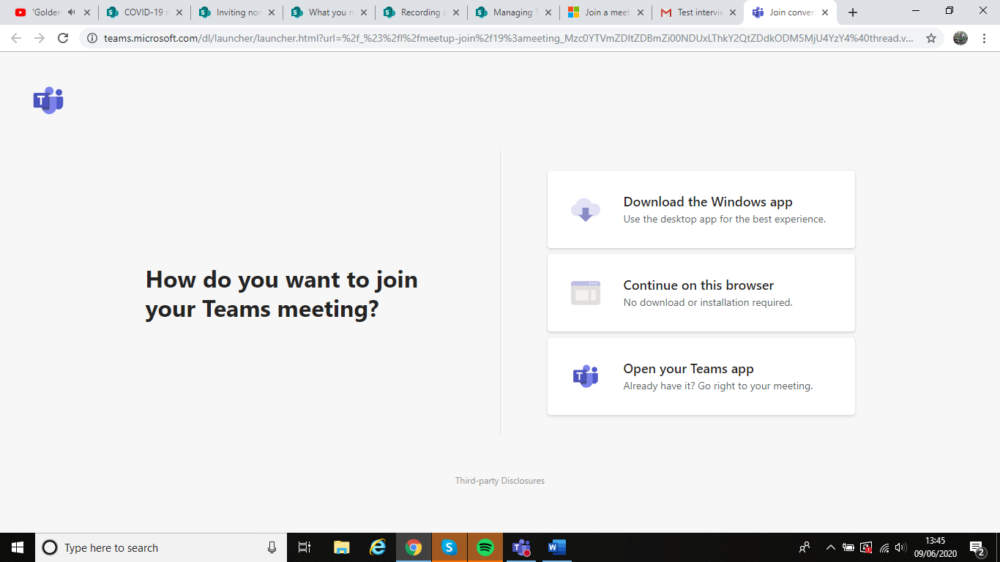 'Golden
COVID-19 r
Inviting nor
What you n
Recording a
Managing T
Join a meet
Test intervie
Join conver
teams.microsoft.com/dl/launcher/launcher.html?url=%2f_%23%2fl%2fmeetup-join%2f19%3ameeting_Mzc0YTVmZDItZDBmZi00NDUxLThkY2QtZDdkODM5MjU4YzY4%40thread.v...
T
Download the Windows app
Use the desktop app for the best experience.
How do you want to join
your Teams meeting?
Continue on this browser
No download or installation required.
T
Open your Teams app
Already have it? Go right to your meeting.
Third-party Disclosures
Type here to search
13:45
09/06/2020
2